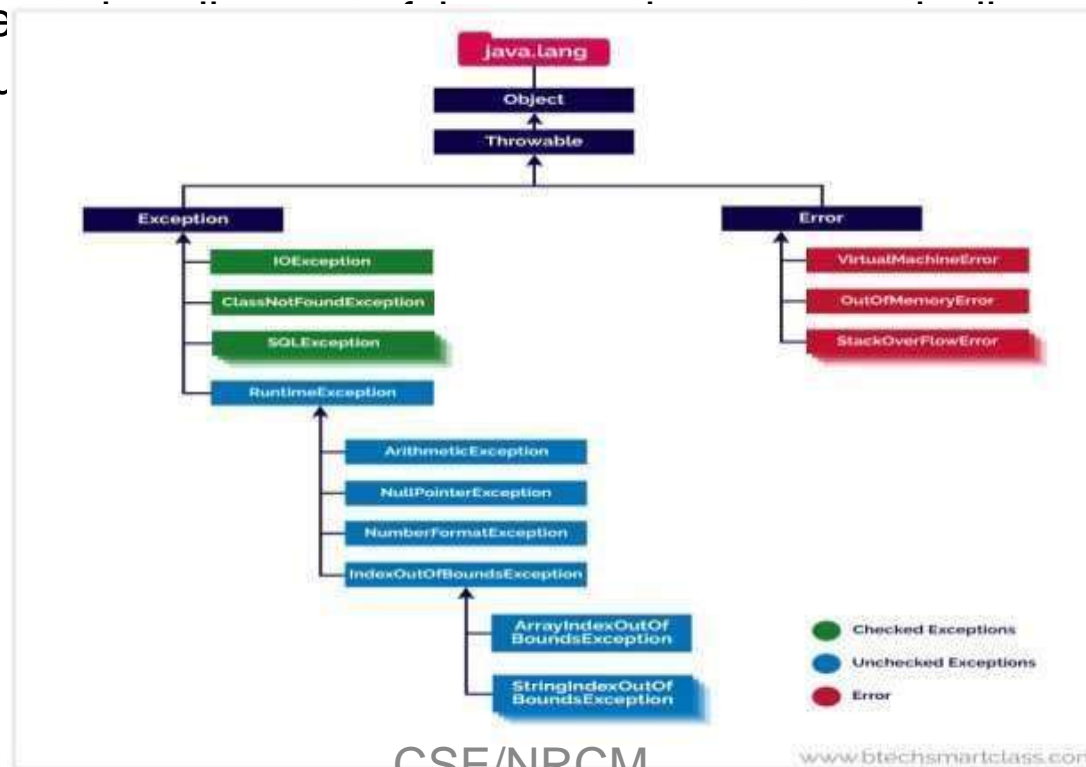 java.lang
Object
Throwable
Exception
Error
IOException
VirtualMachineError
ClassNotFoundException
OutOfMemoryError
SQLException
StackOverFlowError
RuntimeException
ArithmeticException
NullPointerException
NumberFormatException
IndexOutOfBoundsException
ArrayIndexOutOf
BoundsException
StringIndexOutOf
BoundsException
Checked Exceptions
Unchecked Exceptions
Error
CSE/NRCM
www.btechsmartclass.com